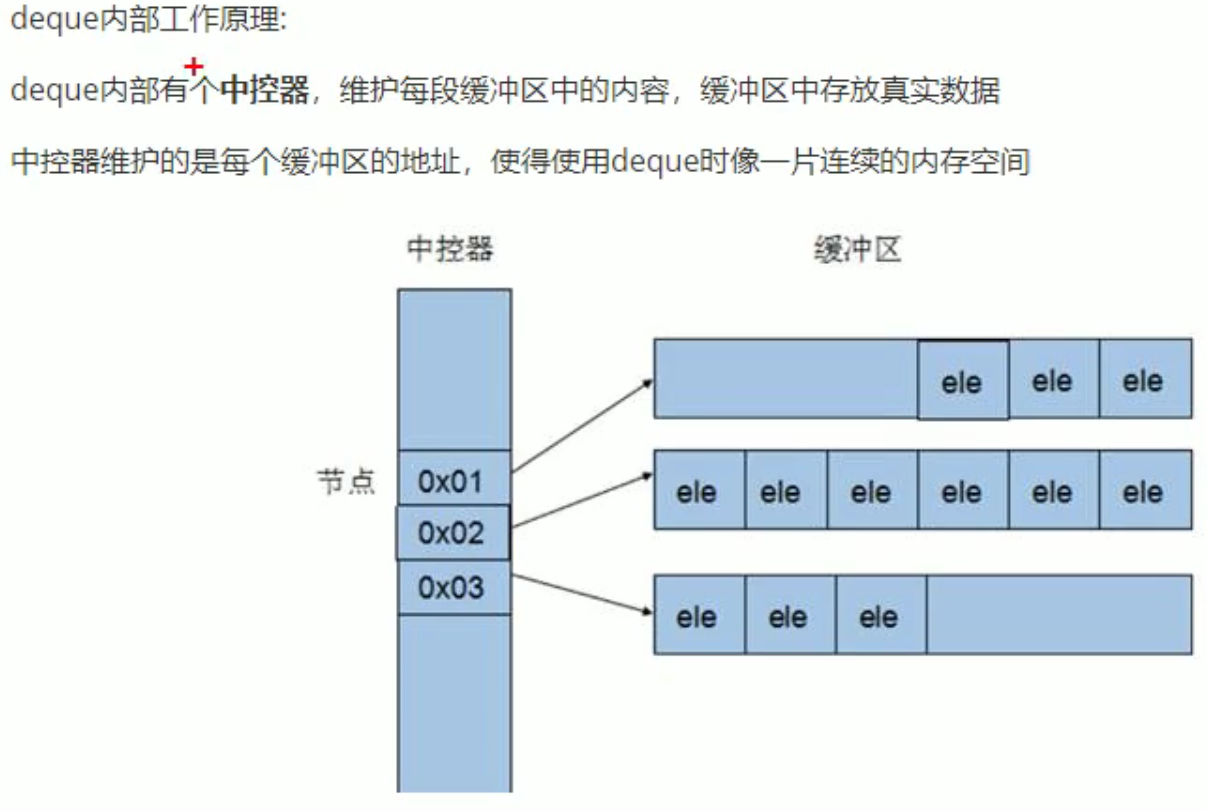 deque内部工作原理:
deque内部有个中控器，维护每段缓冲区中的内容，缓冲区中存放真实数据
中控器维护的是每个缓冲区的地址，使得使用deque时像一片连续的内存空间
中控器 缓冲区
ele ele ele
节点 0x01
ele ele ele ele ele ele
0x02
0x03
ele ele ele